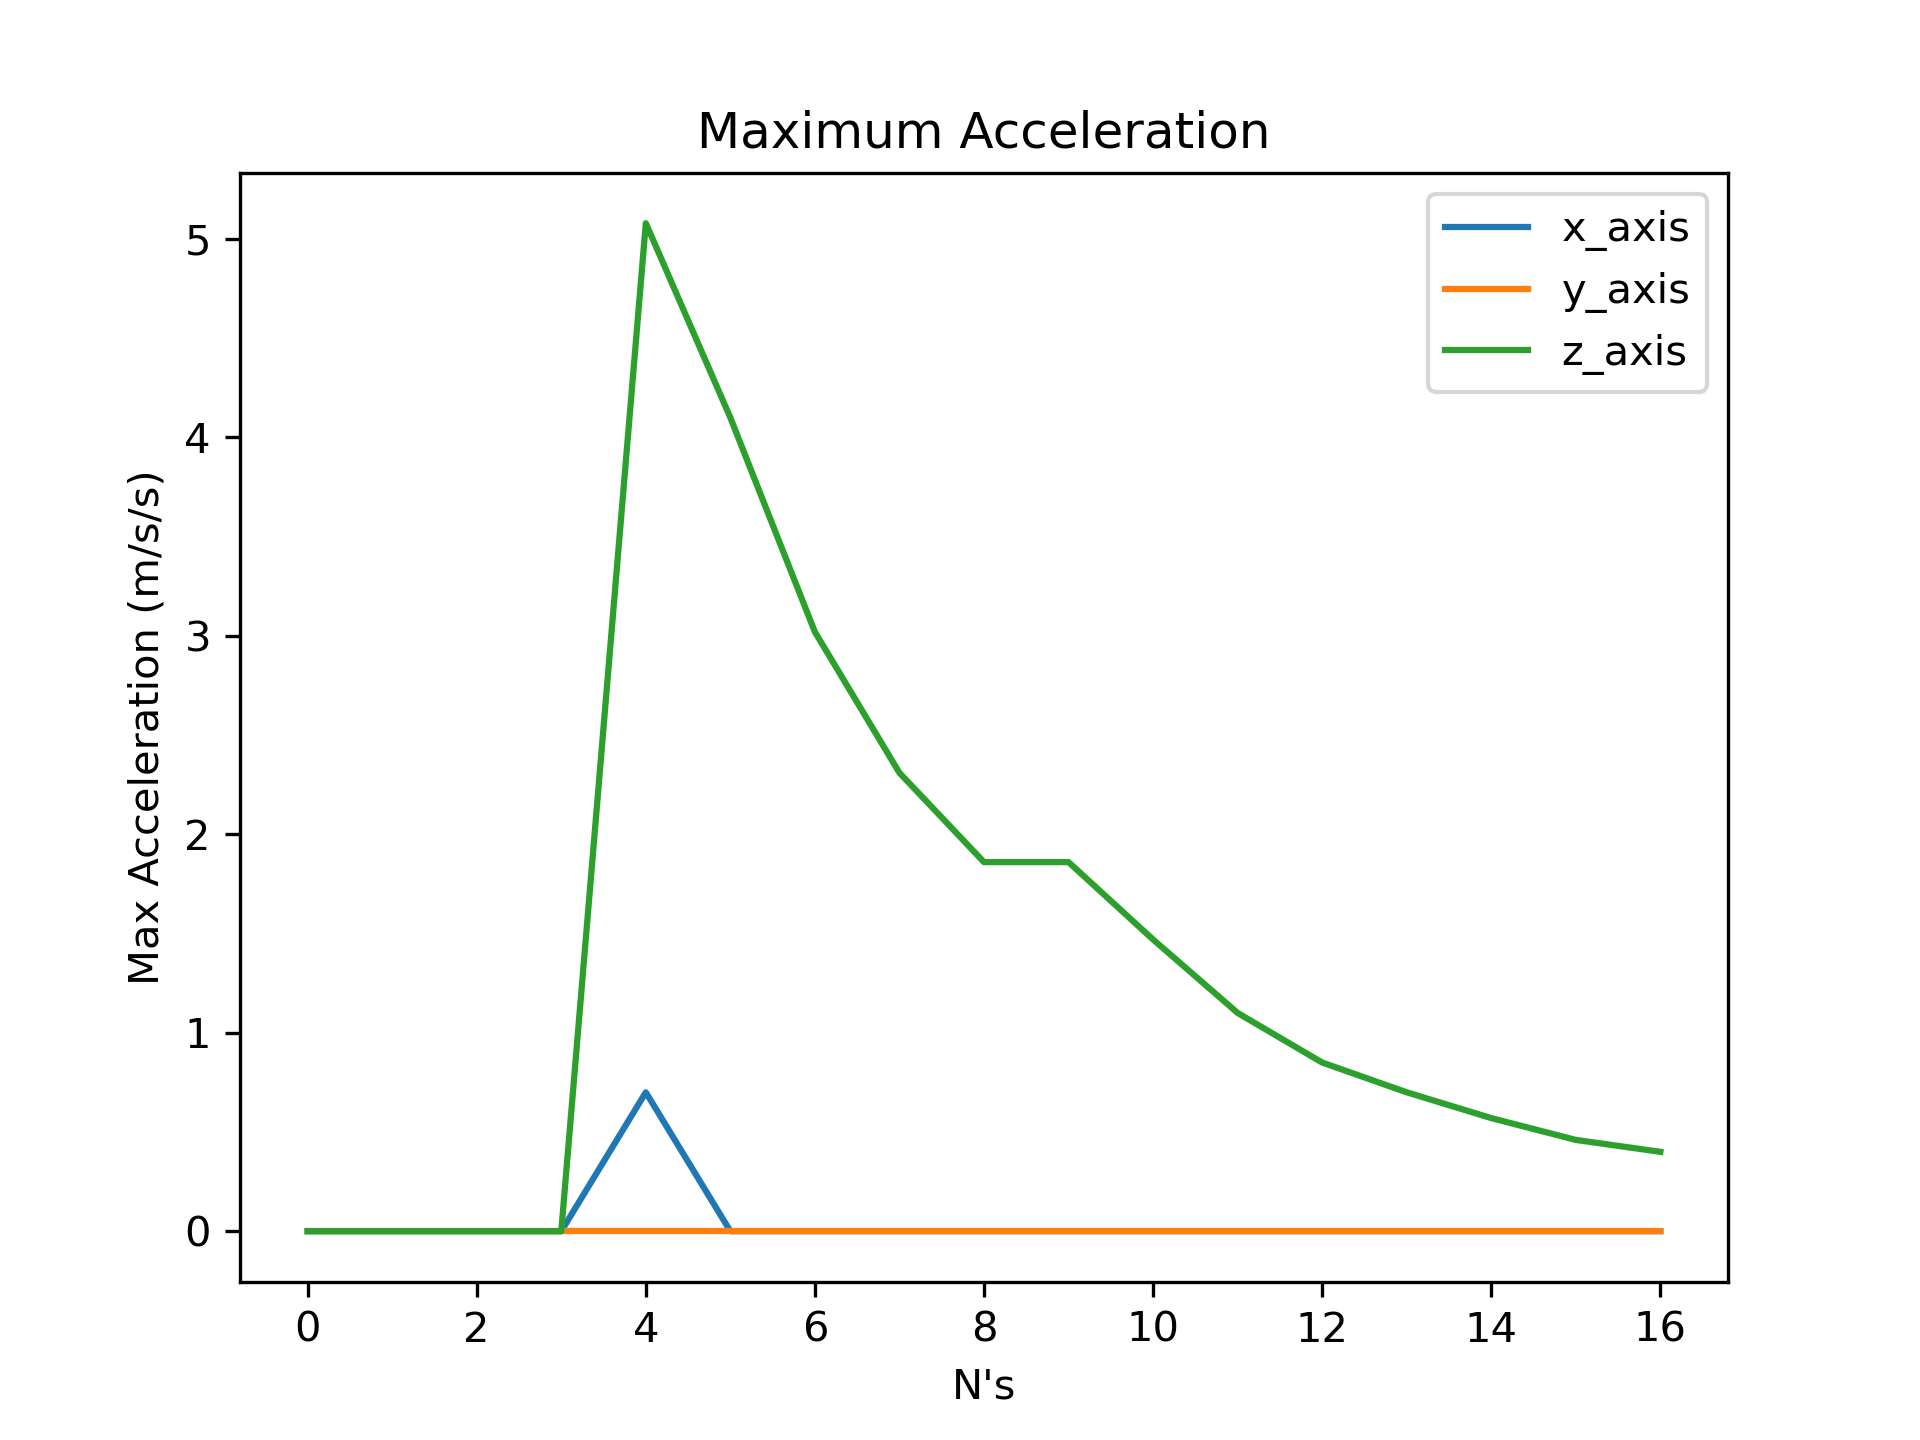 Maximum Acceleration
x_axis
y_axis
z_axis
Max Acceleration (m/s/s)
5
4
3
2
1
0
0 2 4 6 8 10 12 14 16
N's